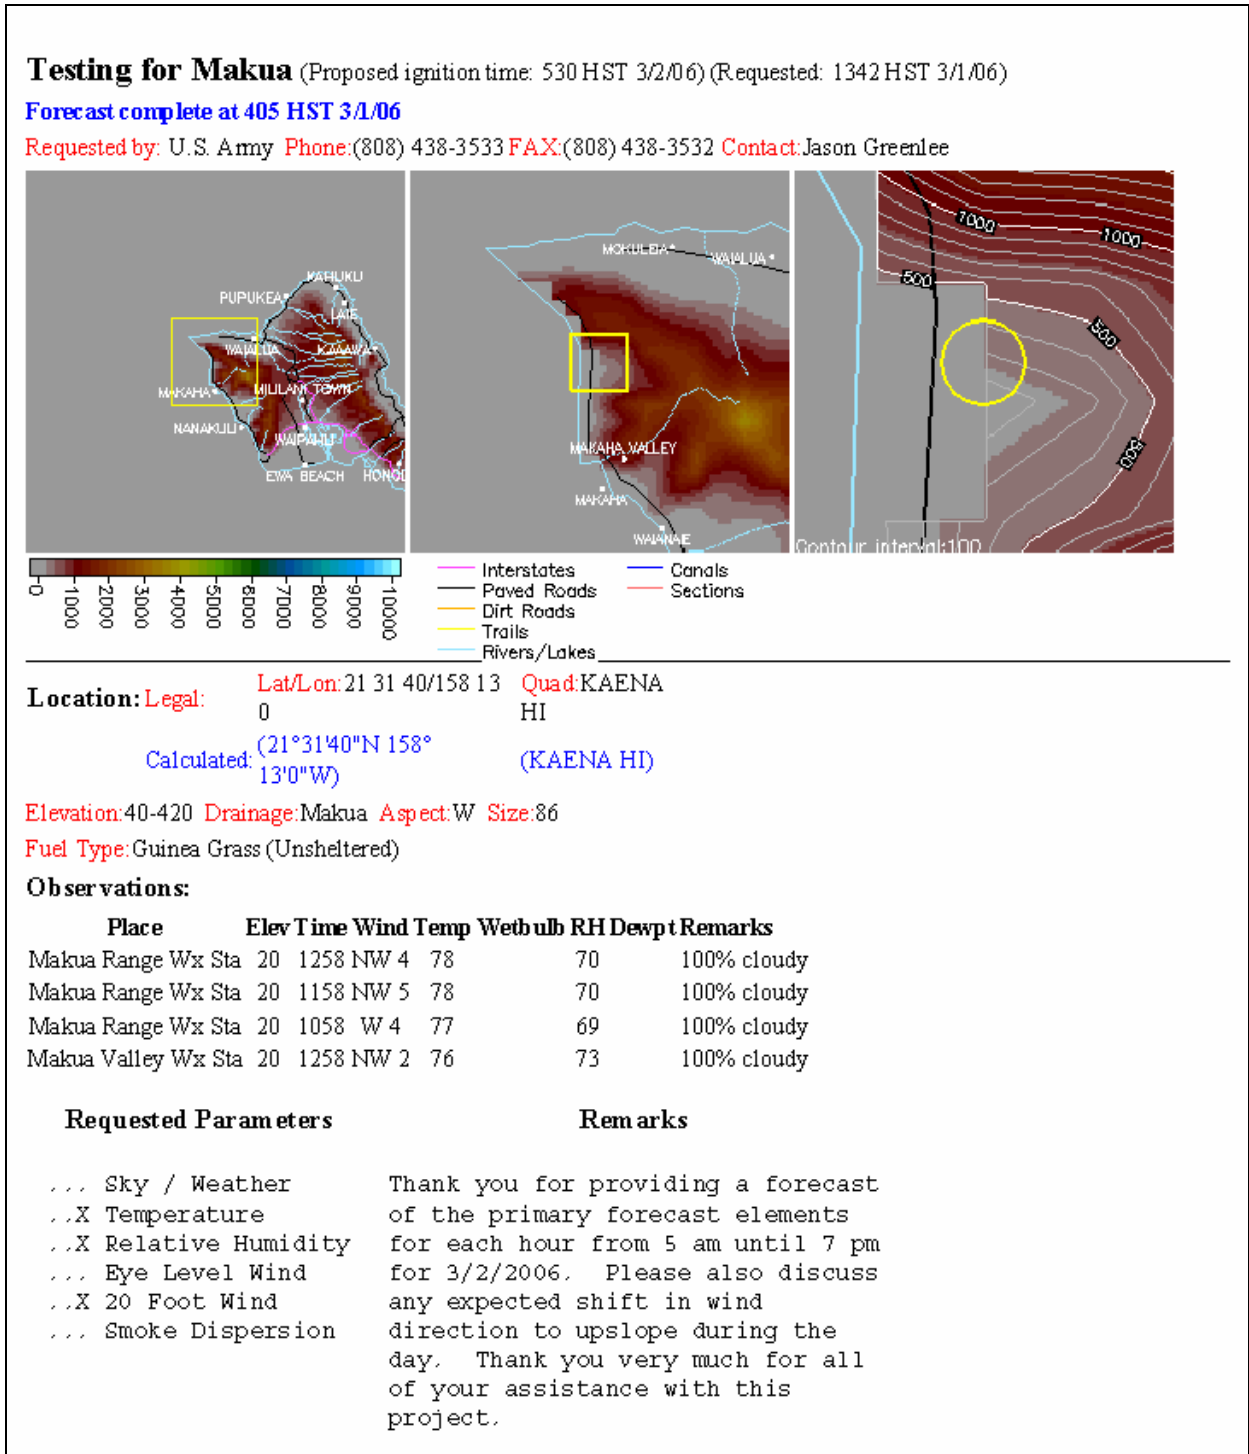 Testing for Makua (Proposed ignition time: 530 HST 3/2/06) (Requested: 1342 HST 3/1/06)
Forecast complete at 405 HST 3/1/06
Requested by: U.S. Army Phone:(808) 438-3533 FAX:(808) 438-3532 Contact:Jason Greenlee
KAHUKU
PUPUKEA
LAIE
WAIALUA
KAAAWA
MAKAHA
MILILANI TOWN
NANAKULI
WAIPAHU
EWA BEACH
MOKULEIA
WAIALUA
MAKAHA VALLEY
MAKAHA
WAIANAE
1000
1000
500
500
500
Contour interval:100
0 1000 2000 3000 4000 5000 6000 7000 8000 9000 10000
Interstates
Paved Roads
Dirt Roads
Trails
Rivers/Lakes
Canals
Sections
Location: Legal: Lat/Lon:21 31 40/158 13 Quad:KAENA
0 HI
Calculated: (21°31'40"N 158° (KAENA HI)
13'0"W)
Elevation:40-420 Drainage:Makua Aspect:W Size:86
Fuel Type:Guinea Grass (Unsheltered)
Observations:
Place Elev Time Wind Temp Wetbulb RH Dewpt Remarks
Makua Range Wx Sta 20 1258 NW 4 78 70 100% cloudy
Makua Range Wx Sta 20 1158 NW 5 78 70 100% cloudy
Makua Range Wx Sta 20 1058 W 4 77 69 100% cloudy
Makua Valley Wx Sta 20 1258 NW 2 76 73 100% cloudy
Requested Parameters Remarks
... Sky / Weather Thank you for providing a forecast
..X Temperature of the primary forecast elements
..X Relative Humidity for each hour from 5 am until 7 pm
... Eye Level Wind for 3/2/2006. Please also discuss
..X 20 Foot Wind any expected shift in wind
... Smoke Dispersion direction to upslope during the
day. Thank you very much for all
of your assistance with this
project.